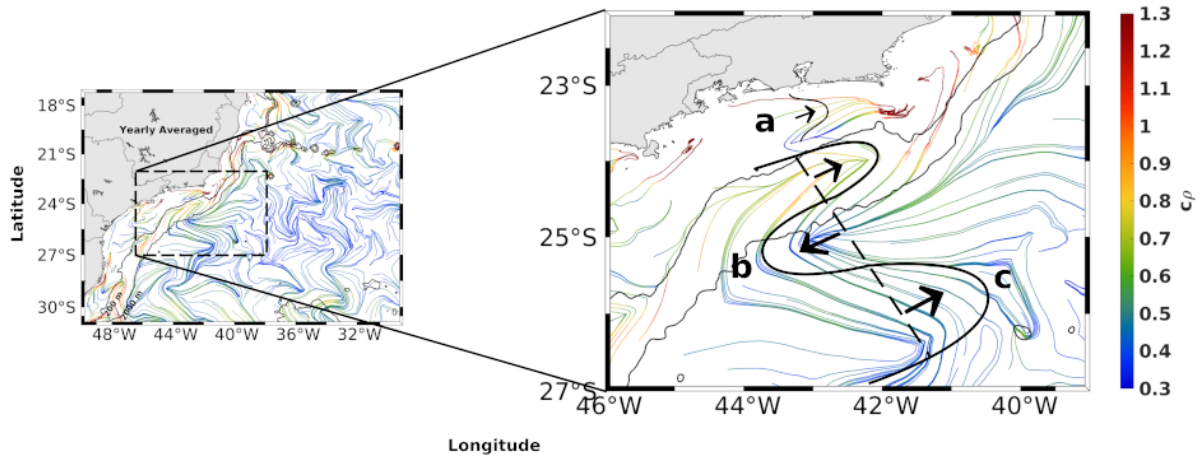 18°S
21°S
24°S
27°S
30°S
Latitude
Yearly Averaged
200 m
2000 m
48°W 44°W 40°W 36°W 32°W
23°S
25°S
27°S
46°W 44°W 42°W 40°W
a
b
c
Longitude
1.3
1.2
1.1
1
0.9
0.8
0.7
0.6
0.5
0.4
0.3
cρ